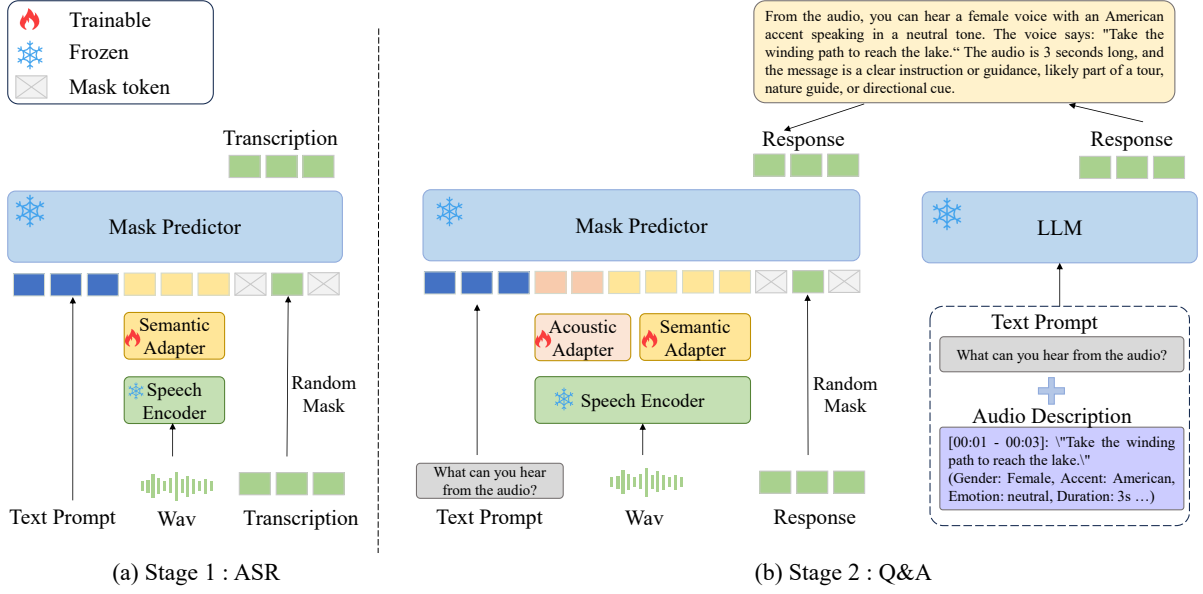 Trainable
Frozen
Mask token
Transcription
Mask Predictor
Semantic
Adapter
Speech
Encoder
Random
Mask
Text Prompt
Wav
Transcription
(a) Stage 1 : ASR
From the audio, you can hear a female voice with an American
accent speaking in a neutral tone. The voice says: "Take the
winding path to reach the lake.“ The audio is 3 seconds long, and
the message is a clear instruction or guidance, likely part of a tour,
nature guide, or directional cue.
Response
Mask Predictor
Acoustic
Adapter
Semantic
Adapter
Speech Encoder
Random
Mask
What can you hear
from the audio?
Text Prompt
Wav
Response
Response
LLM
Text Prompt
What can you hear from the audio?
Audio Description
[00:01 - 00:03]: \"Take the winding
path to reach the lake.\"
(Gender: Female, Accent: American,
Emotion: neutral, Duration: 3s …)
(b) Stage 2 : Q&A